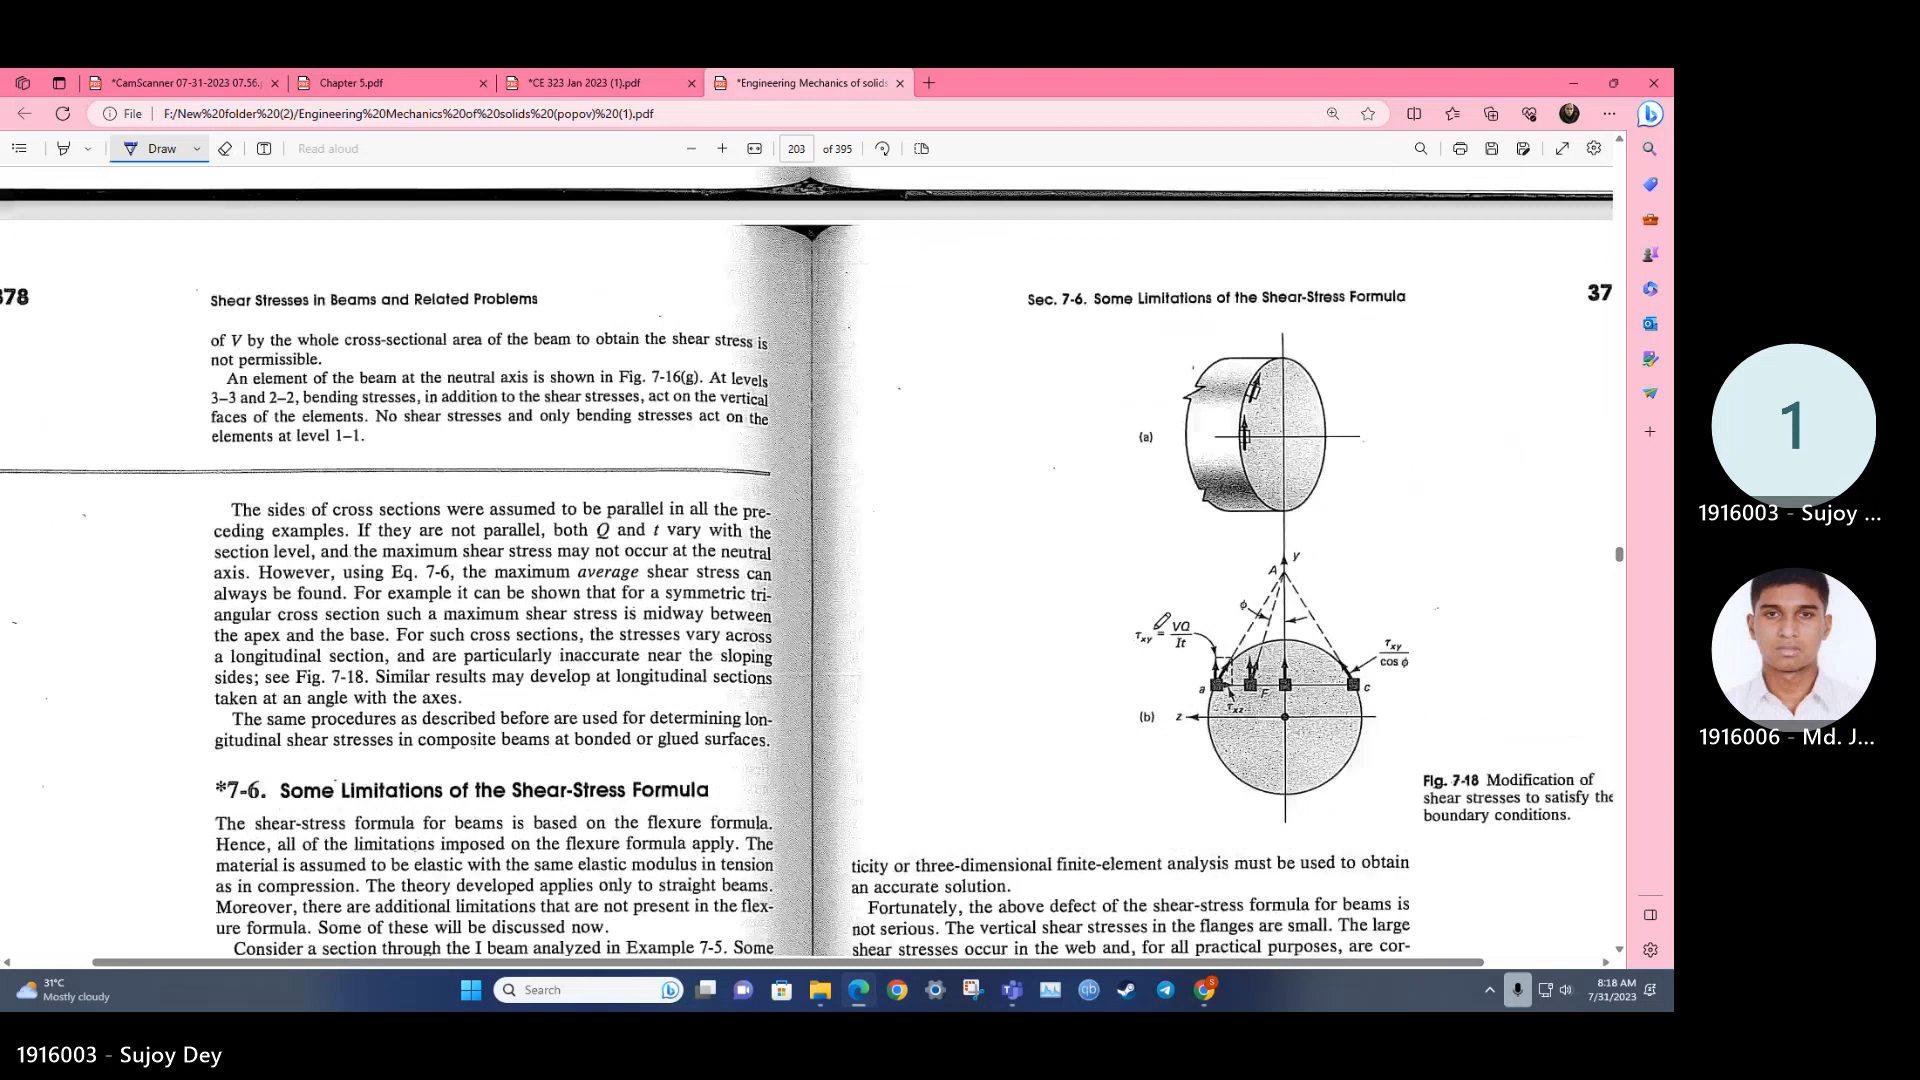 *CamScanner 07-31-2023 07.56.
Chapter 5.pdf
*CE 323 Jan 2023 (1).pdf
*Engineering Mechanics of solids
File
F:/New%20folder%20(2)/Engineering%20Mechanics%20of%20solids%20(popov)%20(1).pdf
Draw
Read aloud
203
of 395
378
Shear Stresses in Beams and Related Problems
of V by the whole cross-sectional area of the beam to obtain the shear stress is
not permissible.
An element of the beam at the neutral axis is shown in Fig. 7-16(g). At levels
3–3 and 2–2, bending stresses, in addition to the shear stresses, act on the vertical
faces of the elements. No shear stresses and only bending stresses act on the
elements at level 1–1.
The sides of cross sections were assumed to be parallel in all the pre-
ceding examples. If they are not parallel, both Q and t vary with the
section level, and the maximum shear stress may not occur at the neutral
axis. However, using Eq. 7-6, the maximum average shear stress can
always be found. For example it can be shown that for a symmetric tri-
angular cross section such a maximum shear stress is midway between
the apex and the base. For such cross sections, the stresses vary across
a longitudinal section, and are particularly inaccurate near the sloping
sides; see Fig. 7-18. Similar results may develop at longitudinal sections
taken at an angle with the axes.
The same procedures as described before are used for determining lon-
gitudinal shear stresses in composite beams at bonded or glued surfaces.
*7-6. Some Limitations of the Shear-Stress Formula
The shear-stress formula for beams is based on the flexure formula.
Hence, all of the limitations imposed on the flexure formula apply. The
material is assumed to be elastic with the same elastic modulus in tension
as in compression. The theory developed applies only to straight beams.
Moreover, there are additional limitations that are not present in the flex-
ure formula. Some of these will be discussed now.
Consider a section through the I beam analyzed in Example 7-5. Some
Sec. 7-6. Some Limitations of the Shear-Stress Formula
37
(a)
y
A
φ
τxy = VQ
It
τxy
cos φ
a
F
c
τxz
(b)
z
Fig. 7-18 Modification of
shear stresses to satisfy the
boundary conditions.
ticity or three-dimensional finite-element analysis must be used to obtain
an accurate solution.
Fortunately, the above defect of the shear-stress formula for beams is
not serious. The vertical shear stresses in the flanges are small. The large
shear stresses occur in the web and, for all practical purposes, are cor-
1
1916003 - Sujoy ...
1916006 - Md. J...
31°C
Mostly cloudy
Search
qb
8:18 AM
7/31/2023
1916003 - Sujoy Dey